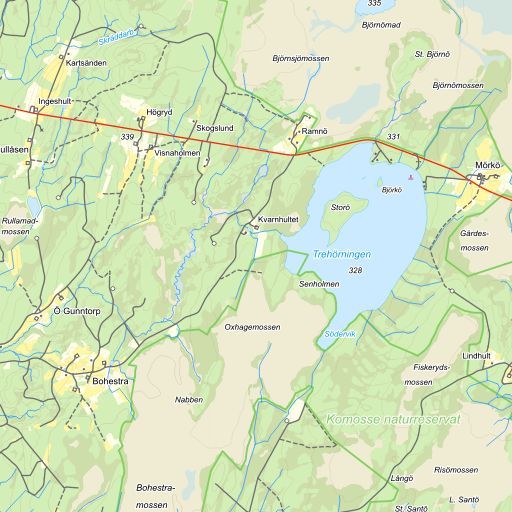 335
Björnömad
Skräddarb.
St. Björnö
Kartsänden
Björnsjömossen
Björnömossen
Ingeshult
Högryd
Skogslund
Ramnö
339
331
ullåsen
Visnaholmen
Mörkö
Björkö
Storö
Rullamad-
mossen
Kvarnhultet
Gårdes-
mossen
Trehörningen
328
Senholmen
Ö Gunntorp
Oxhagemossen
Södervik
Lindhult
Bohestra
Fiskeryds-
mossen
Nabben
Komosse naturreservat
Risömossen
Långö
Bohestra-
mossen
L. Santö
St. Santö